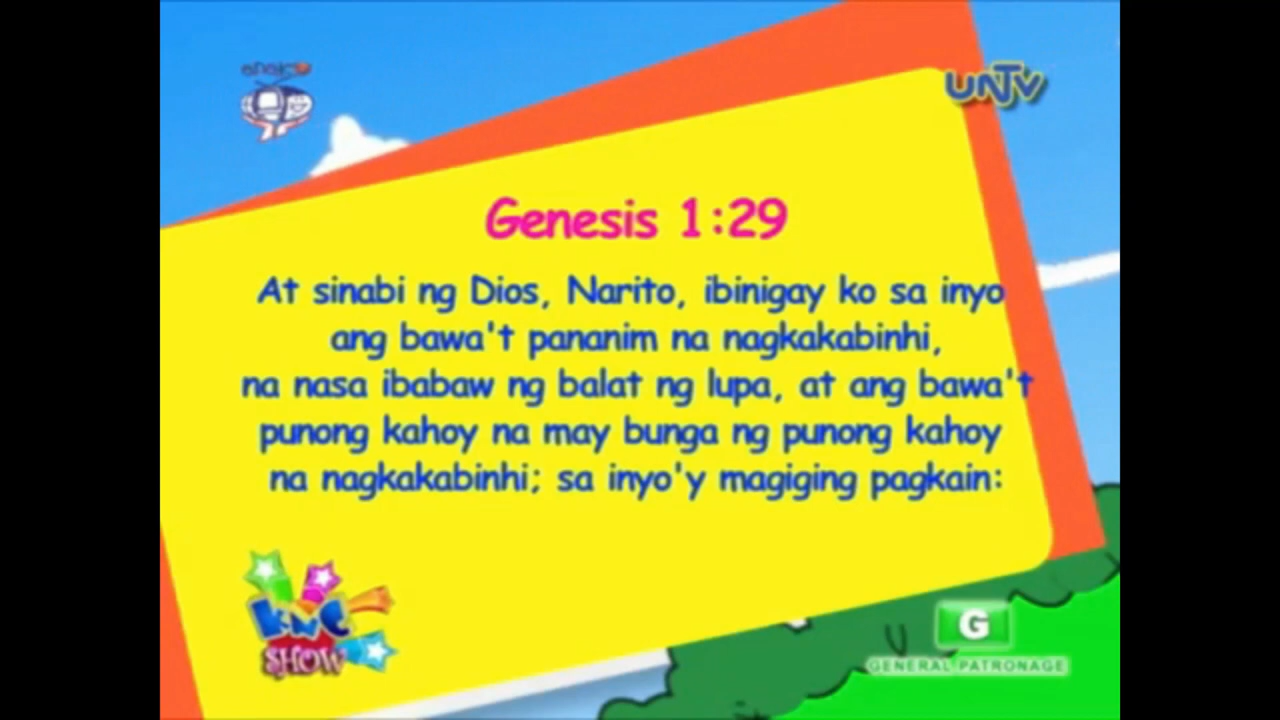 UNTV
Genesis 1:29
At sinabi ng Dios, Narito, ibinigay ko sa inyo
ang bawa't pananim na nagkakabinhi,
na nasa ibabaw ng balat ng lupa, at ang bawa't
punong kahoy na may bunga ng punong kahoy
na nagkakabinhi; sa inyo'y magiging pagkain:
KNC
SHOW
G
GENERAL PATRONAGE